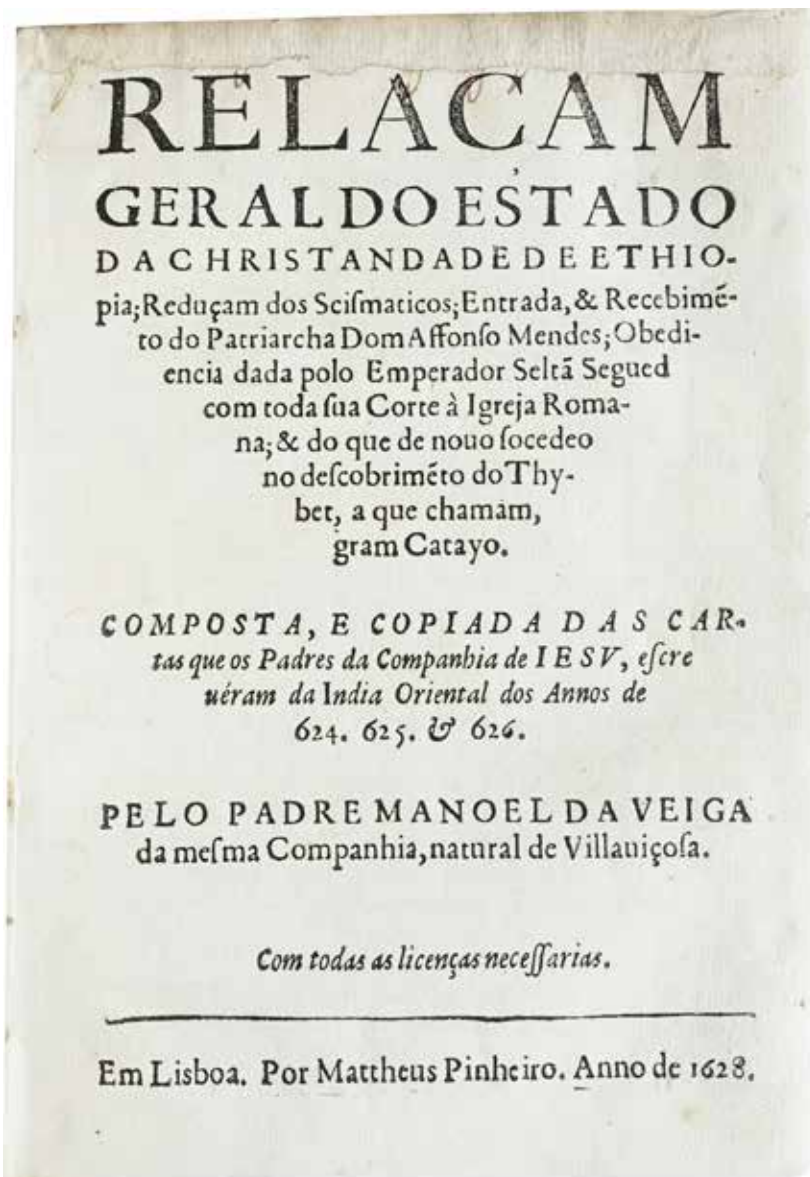 RELACAM
GERAL DO ESTADO
DA CHRISTANDADE DE ETHIO-
pia; Reduçam dos Sciſmaticos; Entrada, & Recebimẽ-
to do Patriarcha Dom Affonſo Mendes; Obedi-
encia dada polo Emperador Seltã Segued
com toda ſua Corte à Igreja Roma-
na; & do que de nouo ſocedeo
no deſcobrimẽto do Thy-
bet, a que chamam,
gram Catayo.
COMPOSTA, E COPIADA DAS CAR-
tas que os Padres da Companhia de IESV, eſcre
uéram da India Oriental dos Annos de
624. 625. & 626.
PELO PADRE MANOEL DA VEIGA
da meſma Companhia, natural de Villauiçoſa.
Com todas as licenças neceſſarias.
Em Lisboa. Por Mattheus Pinheiro. Anno de 1628.